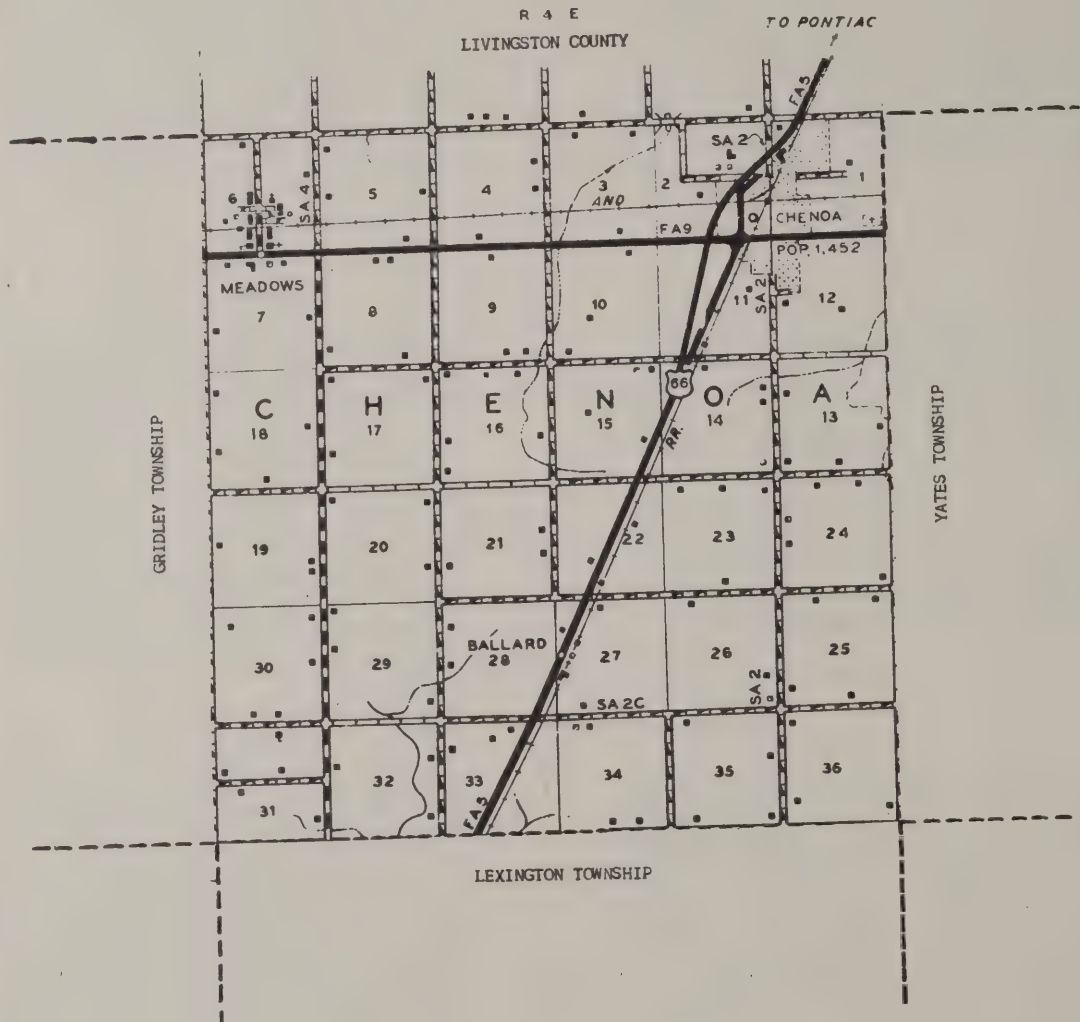 R 4 E
LIVINGSTON COUNTY
TO PONTIAC
FA 5
SA 2
6
SA 4
5
4
3
2
1
AND
FA 9
CHENOA
POP. 1,452
MEADOWS
7
8
9
10
11
SA 2
12
66
C H E N O A
18 17 16 15 14 13
RR.
GRIDLEY TOWNSHIP
YATES TOWNSHIP
19 20 21 22 23 24
BALLARD
30 29 28 27 26 25
SA 2
SA 2C
31 32 33 34 35 36
FA 5
LEXINGTON TOWNSHIP